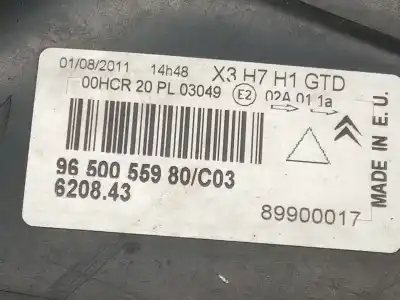 01/08/2011 14h48 X3 H7 H1 GTD
00HCR 20 PL 03049 E2 02A 01 1a
96 500 559 80/C03
6208.43
89900017
MADE IN E.U.